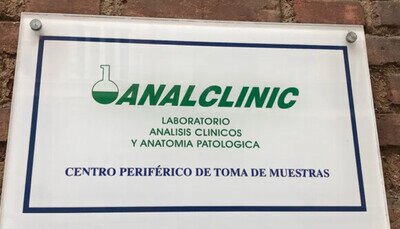 ANALCLINIC
LABORATORIO
ANALISIS CLINICOS
Y ANATOMIA PATOLOGICA
CENTRO PERIFÉRICO DE TOMA DE MUESTRAS